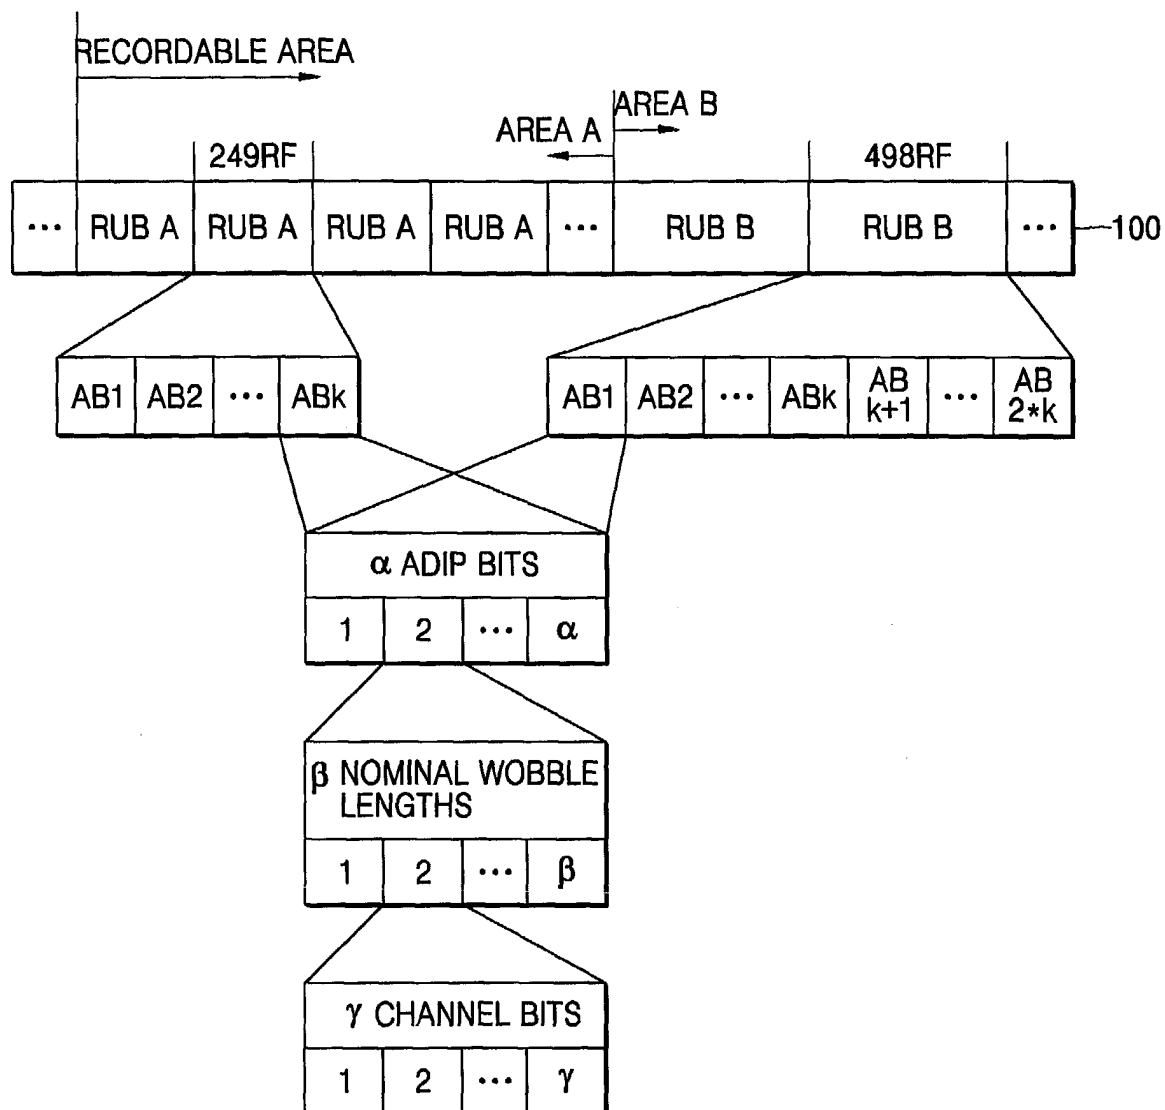 RECORDABLE AREA
AREA B
AREA A
249RF
498RF
... RUB A RUB A RUB A RUB A ... RUB B RUB B ... 100
AB1 AB2 ... ABk
AB1 AB2 ... ABk AB k+1 ... AB 2*k
α ADIP BITS
1 2 ... α
β NOMINAL WOBBLE
LENGTHS
1 2 ... β
γ CHANNEL BITS
1 2 ... γ